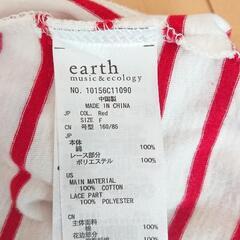 earth
music&ecology
NO. 10156C11090
中国製
MADE IN CHINA
JP COL. Red
JP SIZE F
CN 号型 160/85
JP
本体
綿 100%
レース部分
ポリエステル 100%
US
MAIN MATERIAL
100% COTTON
LACE PART
100% POLYESTER
CN
主体面料
棉 100%
花边部分
100%